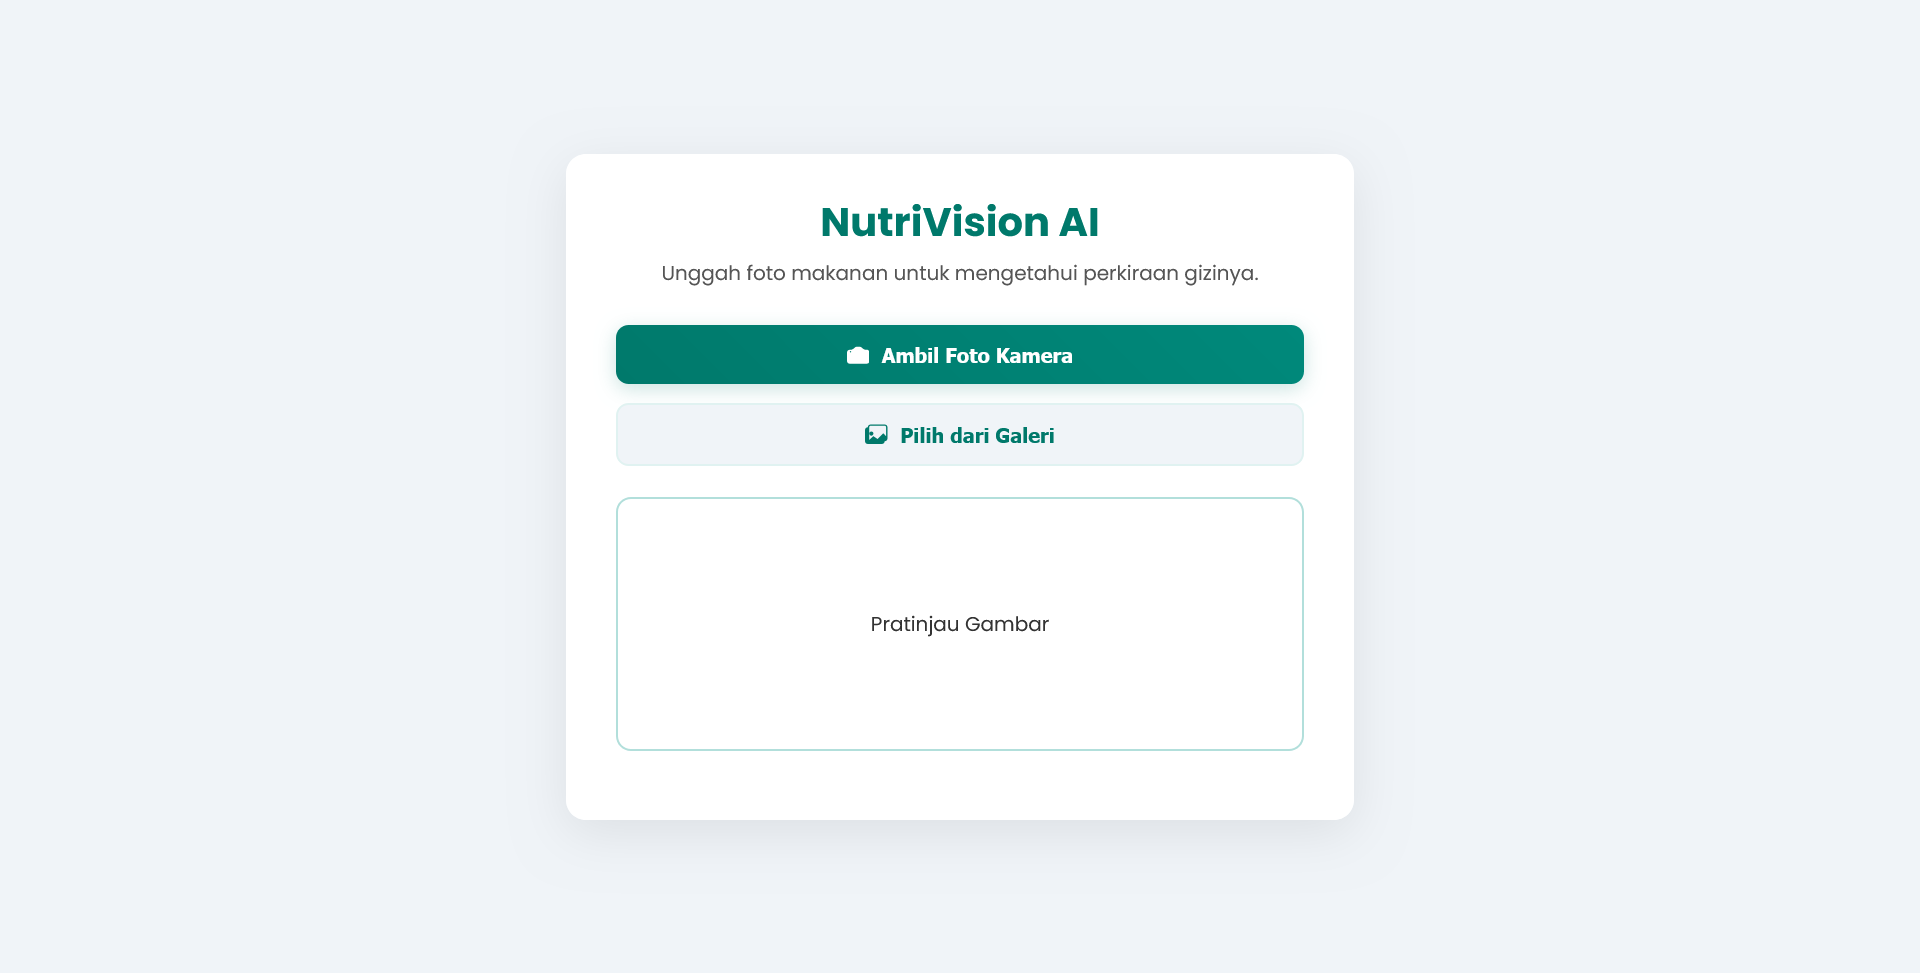 NutriVision AI
Unggah foto makanan untuk mengetahui perkiraan gizinya.
Ambil Foto Kamera
Pilih dari Galeri
Pratinjau Gambar